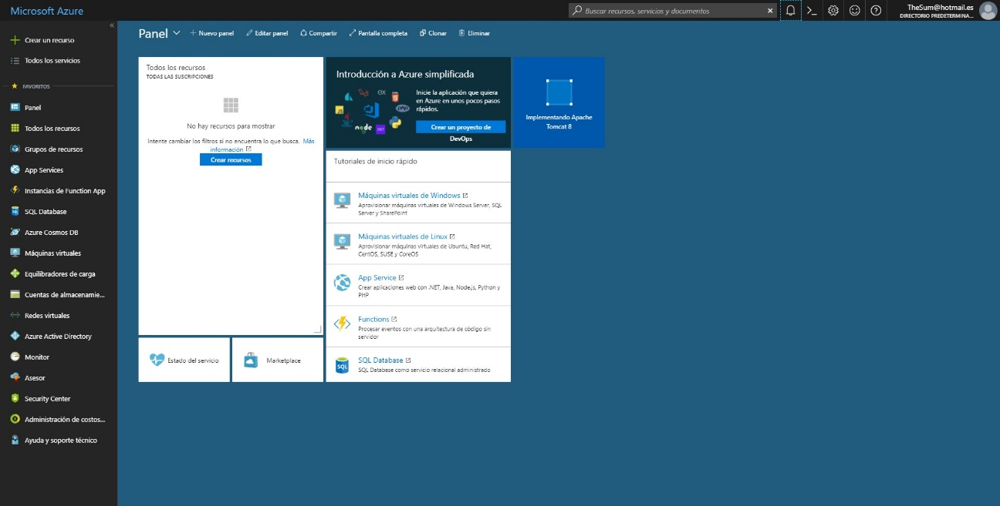 Microsoft Azure
Buscar recursos, servicios y documentos
TheSum@hotmail.es
DIRECTORIO PREDETERMINA...
Crear un recurso
Todos los servicios
FAVORITOS
Panel
Todos los recursos
Grupos de recursos
App Services
Instancias de Function App
SQL Database
Azure Cosmos DB
Máquinas virtuales
Equilibradores de carga
Cuentas de almacenamie...
Redes virtuales
Azure Active Directory
Monitor
Asesor
Security Center
Administración de costos...
Ayuda y soporte técnico
Panel
Nuevo panel
Editar panel
Compartir
Pantalla completa
Clonar
Eliminar
Todos los recursos
TODAS LAS SUSCRIPCIONES
No hay recursos para mostrar
Intente cambiar los filtros si no encuentra lo que busca. Más
información
Crear recursos
Estado del servicio
Marketplace
Introducción a Azure simplificada
Inicie la aplicación que quiera
en Azure en unos pocos pasos
rápidos.
Crear un proyecto de
DevOps
EX
JS
php
node
NET
Tutoriales de inicio rápido
Máquinas virtuales de Windows
Aprovisionar máquinas virtuales de Windows Server, SQL
Server y SharePoint
Máquinas virtuales de Linux
Aprovisionar máquinas virtuales de Ubuntu, Red Hat,
CentOS, SUSE y CoreOS
App Service
Crear aplicaciones web con .NET, Java, Node.js, Python y
PHP
Functions
Procesar eventos con una arquitectura de código sin
servidor
SQL
SQL Database
SQL Database como servicio relacional administrado
Implementando Apache
Tomcat 8